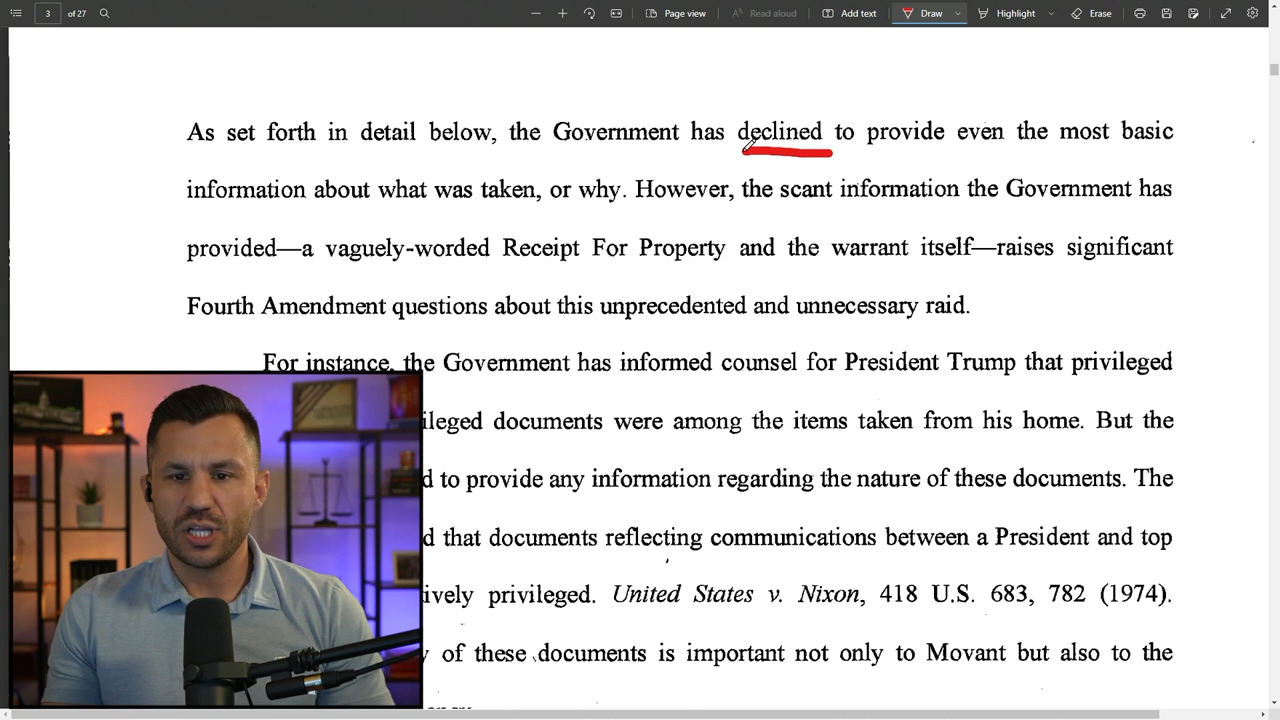 3 of 27 Page view Read aloud Add text Draw Highlight Erase
As set forth in detail below, the Government has declined to provide even the most basic
information about what was taken, or why. However, the scant information the Government has
provided—a vaguely-worded Receipt For Property and the warrant itself—raises significant
Fourth Amendment questions about this unprecedented and unnecessary raid.
For instance, the Government has informed counsel for President Trump that privileged
ileged documents were among the items taken from his home. But the
d to provide any information regarding the nature of these documents. The
d that documents reflecting communications between a President and top
ively privileged. United States v. Nixon, 418 U.S. 683, 782 (1974).
of these documents is important not only to Movant but also to the